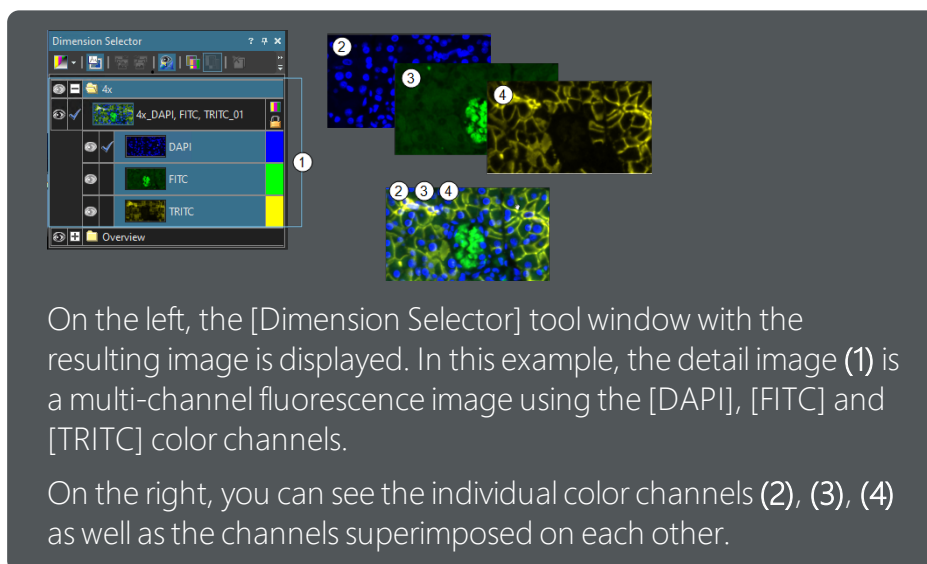 Dimension Selector
4x
4x_DAPI, FITC, TRITC_01
DAPI
FITC
TRITC
Overview
1
2
3
4
2 3 4
On the left, the [Dimension Selector] tool window with the
resulting image is displayed. In this example, the detail image (1) is
a multi-channel fluorescence image using the [DAPI], [FITC] and
[TRITC] color channels.
On the right, you can see the individual color channels (2), (3), (4)
as well as the channels superimposed on each other.